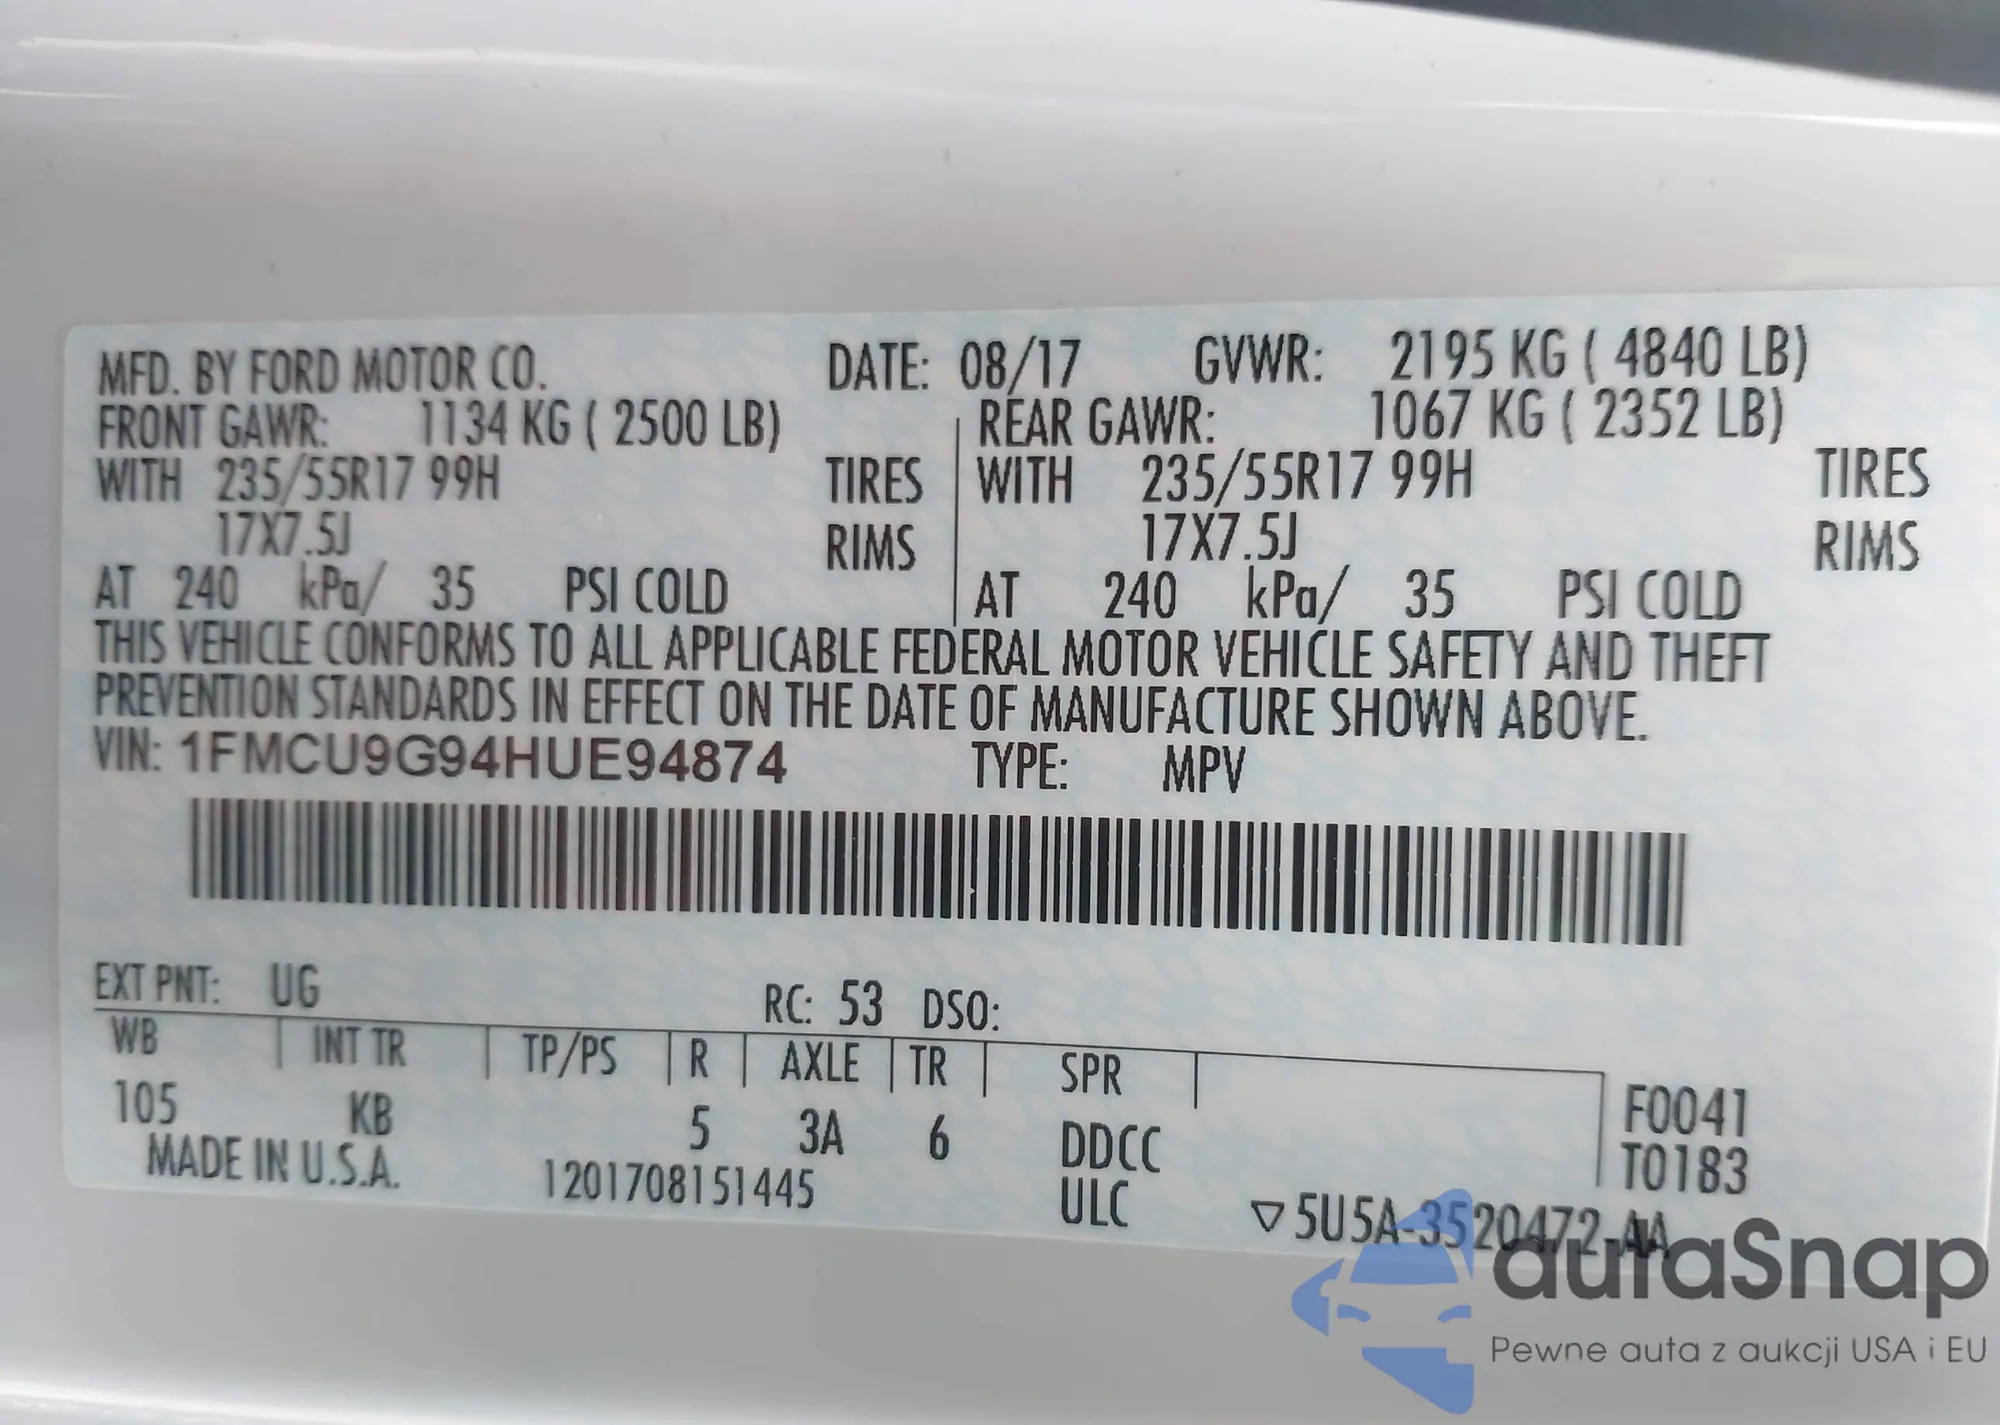 MFD. BY FORD MOTOR CO. DATE: 08/17 GVWR: 2195 KG ( 4840 LB)
FRONT GAWR: 1134 KG ( 2500 LB) REAR GAWR: 1067 KG ( 2352 LB)
WITH 235/55R17 99H TIRES WITH 235/55R17 99H TIRES
17X7.5J RIMS 17X7.5J RIMS
AT 240 kPa/ 35 PSI COLD AT 240 kPa/ 35 PSI COLD
THIS VEHICLE CONFORMS TO ALL APPLICABLE FEDERAL MOTOR VEHICLE SAFETY AND THEFT
PREVENTION STANDARDS IN EFFECT ON THE DATE OF MANUFACTURE SHOWN ABOVE.
VIN: 1FMCU9G94HUE94874 TYPE: MPV
EXT PNT: UG RC: 53 DSO:
WB INT TR TP/PS R AXLE TR SPR
105 KB 5 3A 6 DDCC F0041
MADE IN U.S.A. 1201708151445 ULC T0183
▽5U5A-3520472-AA
autaSnap
Pewne auta z aukcji USA i EU